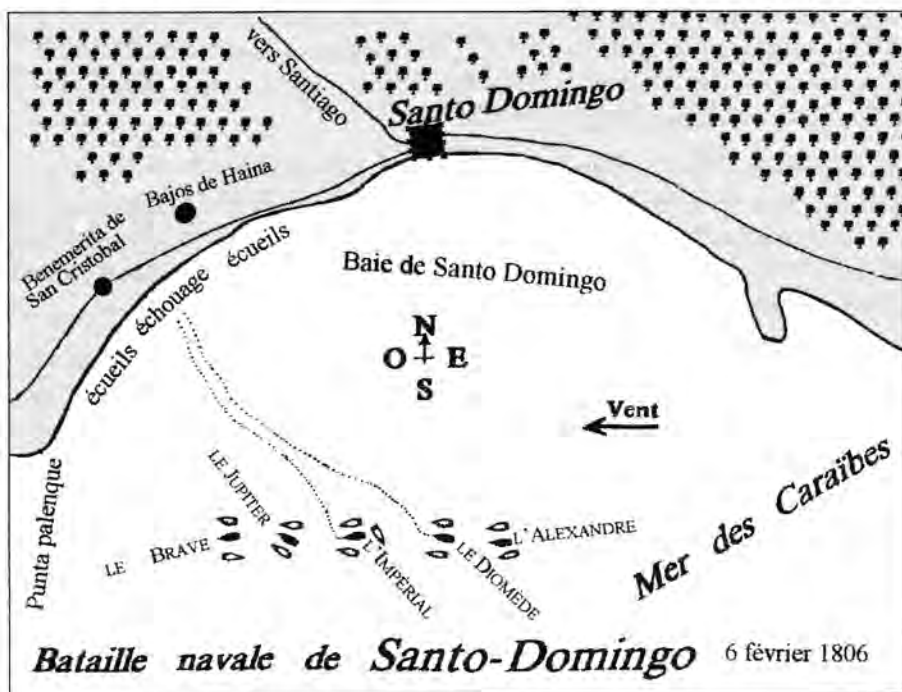 vers Santiago
Santo Domingo
Bajos de Haina
Benemerita de
San Cristobal
écueils échouage écueils
Baie de Santo Domingo
N
O E
S
Vent
Mer des Caraïbes
Punta palenque
LE BRAVE
LE JUPITER
L'IMPÉRIAL
LE DIOMÈDE
L'ALEXANDRE
Bataille navale de Santo-Domingo 6 février 1806